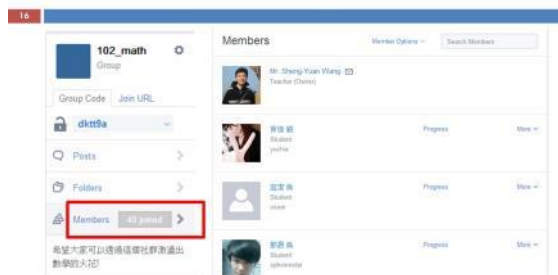 16
102_math
Group
Group Code
Join URL
dktt9a
Posts
Folders
Members
40 joined
希望大家可以透過這個社群激盪出
數學的火花!
Members
Member Options
Search Members
Mr. Sheng-Yuan Wang
Teacher (Owner)
Student
Progress
More
Student
Progress
More
Student
Progress
More